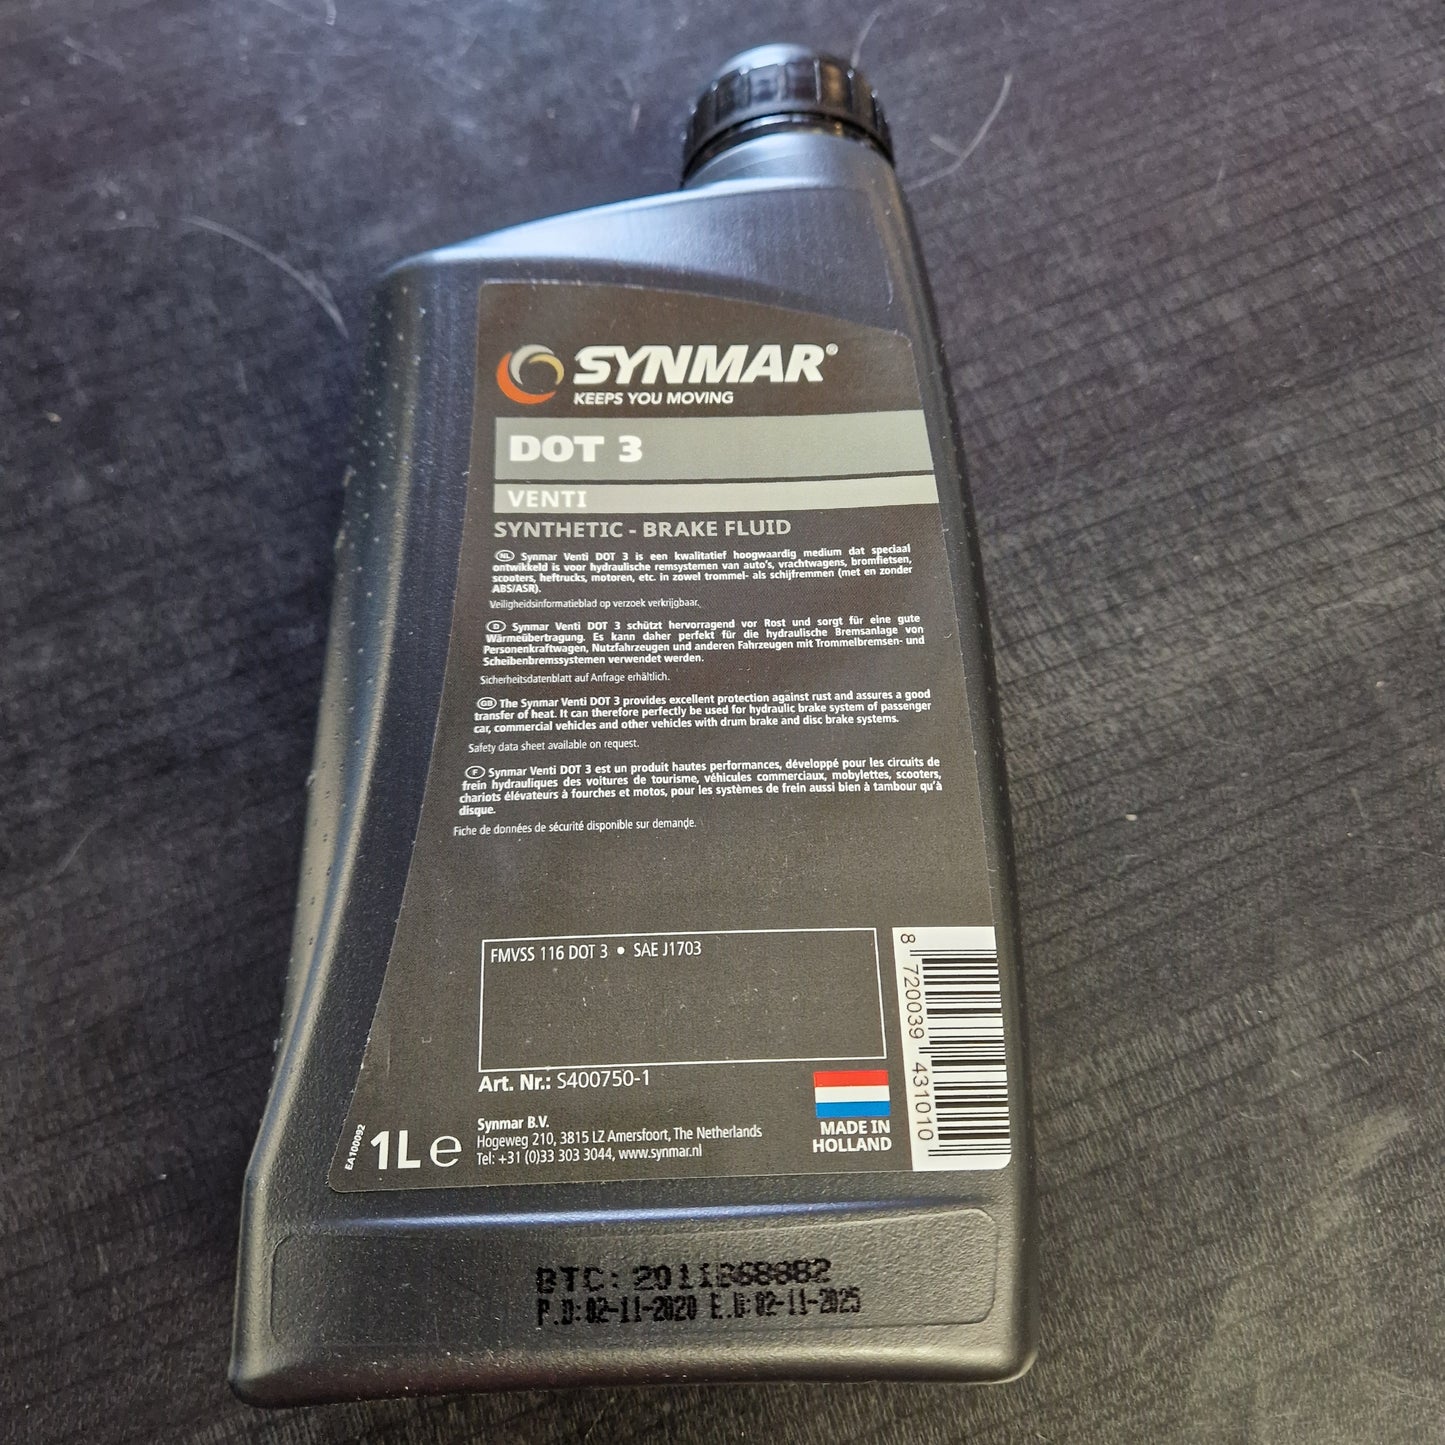 SYNMAR®
KEEPS YOU MOVING
DOT 3
VENTI
SYNTHETIC - BRAKE FLUID
NL Synmar Venti DOT 3 is een kwalitatief hoogwaardig medium dat speciaal
ontwikkeld is voor hydraulische remsystemen van auto's, vrachtwagens, bromfietsen,
scooters, heftrucks, motoren, etc. in zowel trommel- als schijfremmen (met en zonder
ABS/ASR).
Veiligheidsinformatieblad op verzoek verkrijgbaar.
D Synmar Venti DOT 3 schützt hervorragend vor Rost und sorgt für eine gute
Wärmeübertragung. Es kann daher perfekt für die hydraulische Bremsanlage von
Personenkraftwagen, Nutzfahrzeugen und anderen Fahrzeugen mit Trommelbremsen- und
Scheibenbremssystemen verwendet werden.
Sicherheitsdatenblatt auf Anfrage erhältlich.
GB The Synmar Venti DOT 3 provides excellent protection against rust and assures a good
transfer of heat. It can therefore perfectly be used for hydraulic brake system of passenger
car, commercial vehicles and other vehicles with drum brake and disc brake systems.
Safety data sheet available on request.
F Synmar Venti DOT 3 est un produit hautes performances, développé pour les circuits de
frein hydrauliques des voitures de tourisme, véhicules commerciaux, mobylettes, scooters,
chariots élévateurs à fourches et motos, pour les systèmes de frein aussi bien à tambour qu'à
disque.
Fiche de données de sécurité disponible sur demande.
FMVSS 116 DOT 3 • SAE J1703
8 720039 431010
Art. Nr.: S400750-1
MADE IN
HOLLAND
EA100092
1L e
Synmar B.V.
Hogeweg 210, 3815 LZ Amersfoort, The Netherlands
Tel: +31 (0)33 303 3044, www.synmar.nl
BTC:
P.D:02-11-2020 E.D:02-11-2025